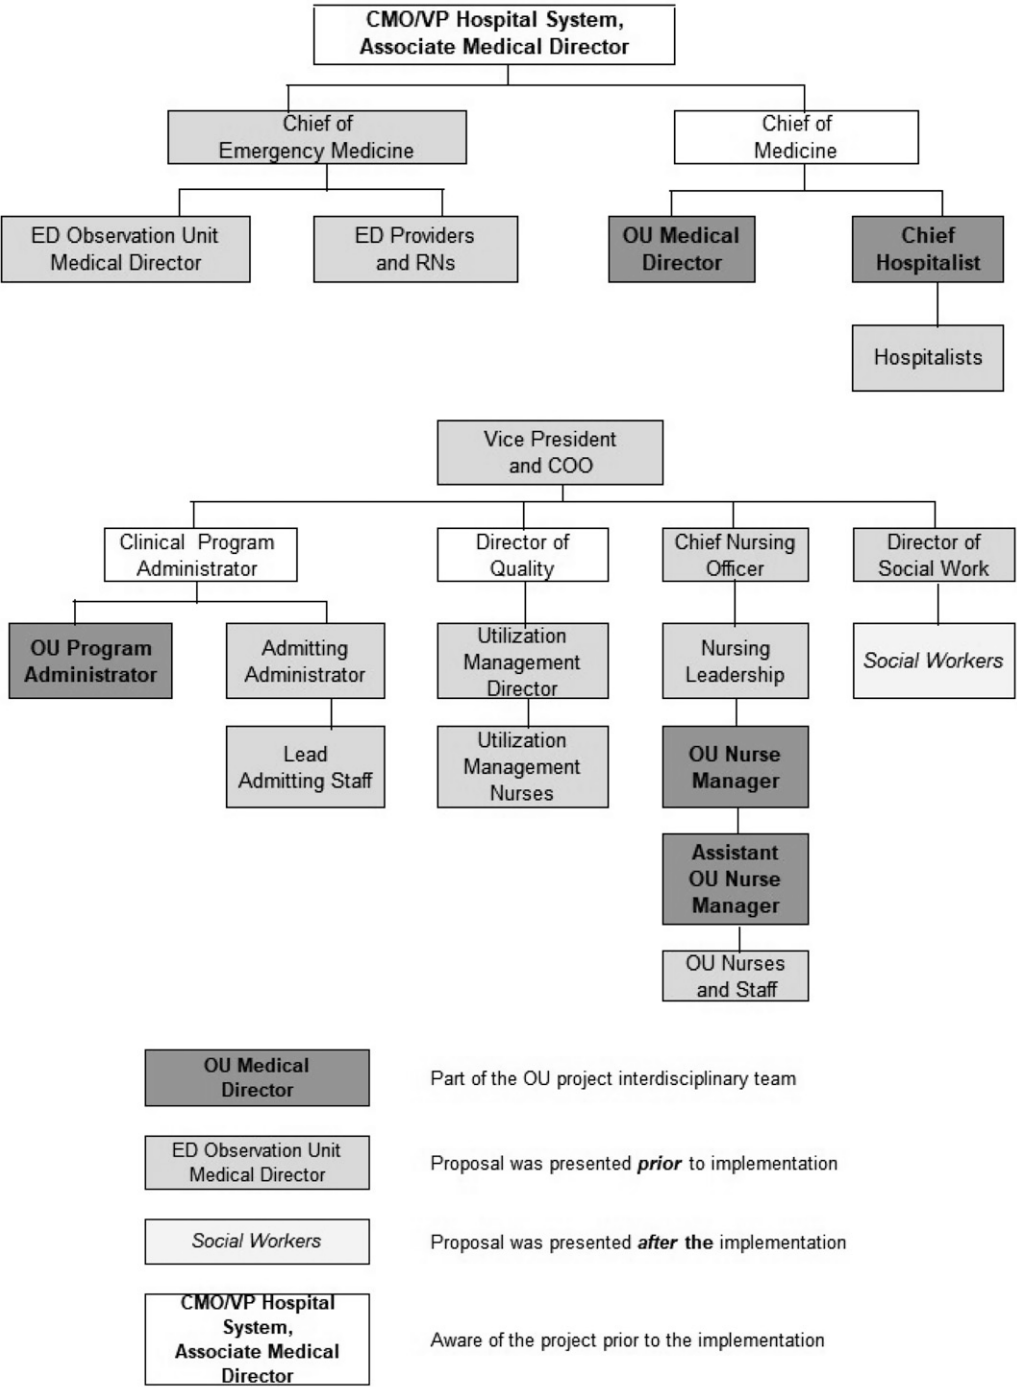 CMO/VP Hospital System,
Associate Medical Director
Chief of
Emergency Medicine
Chief of
Medicine
ED Observation Unit
Medical Director
ED Providers
and RNs
OU Medical
Director
Chief
Hospitalist
Hospitalists
Vice President
and COO
Clinical Program
Administrator
Director of
Quality
Chief Nursing
Officer
Director of
Social Work
OU Program
Administrator
Admitting
Administrator
Utilization
Management
Director
Nursing
Leadership
Social Workers
Lead
Admitting Staff
Utilization
Management
Nurses
OU Nurse
Manager
Assistant
OU Nurse
Manager
OU Nurses
and Staff
OU Medical
Director
Part of the OU project interdisciplinary team
ED Observation Unit
Medical Director
Proposal was presented prior to implementation
Social Workers
Proposal was presented after the implementation
CMO/VP Hospital
System,
Associate Medical
Director
Aware of the project prior to the implementation